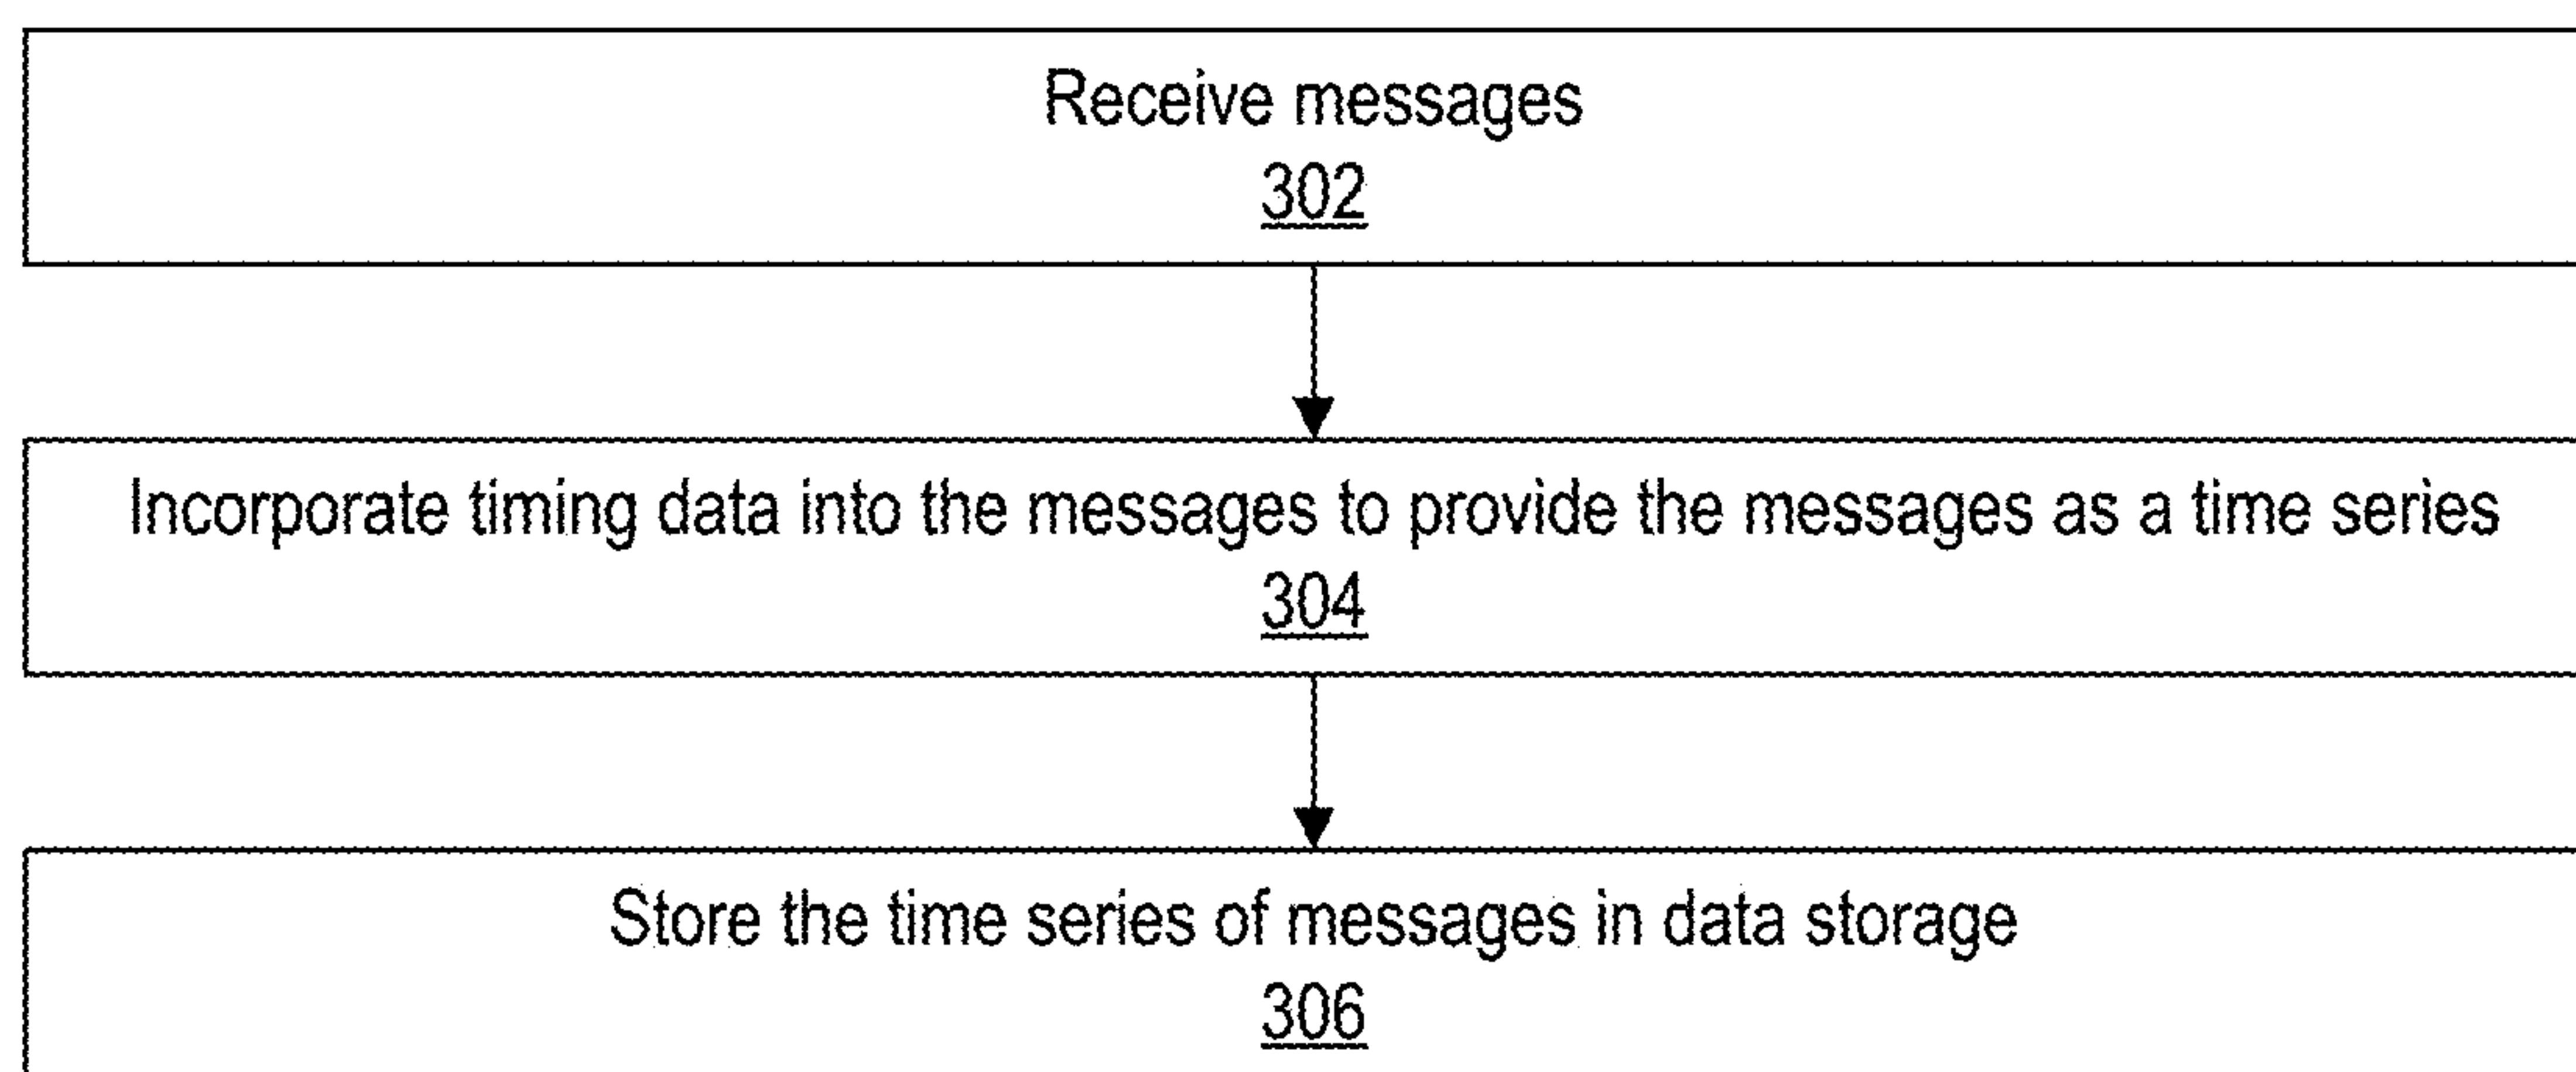 Receive messages
302
Incorporate timing data into the messages to provide the messages as a time series
304
Store the time series of messages in data storage
306